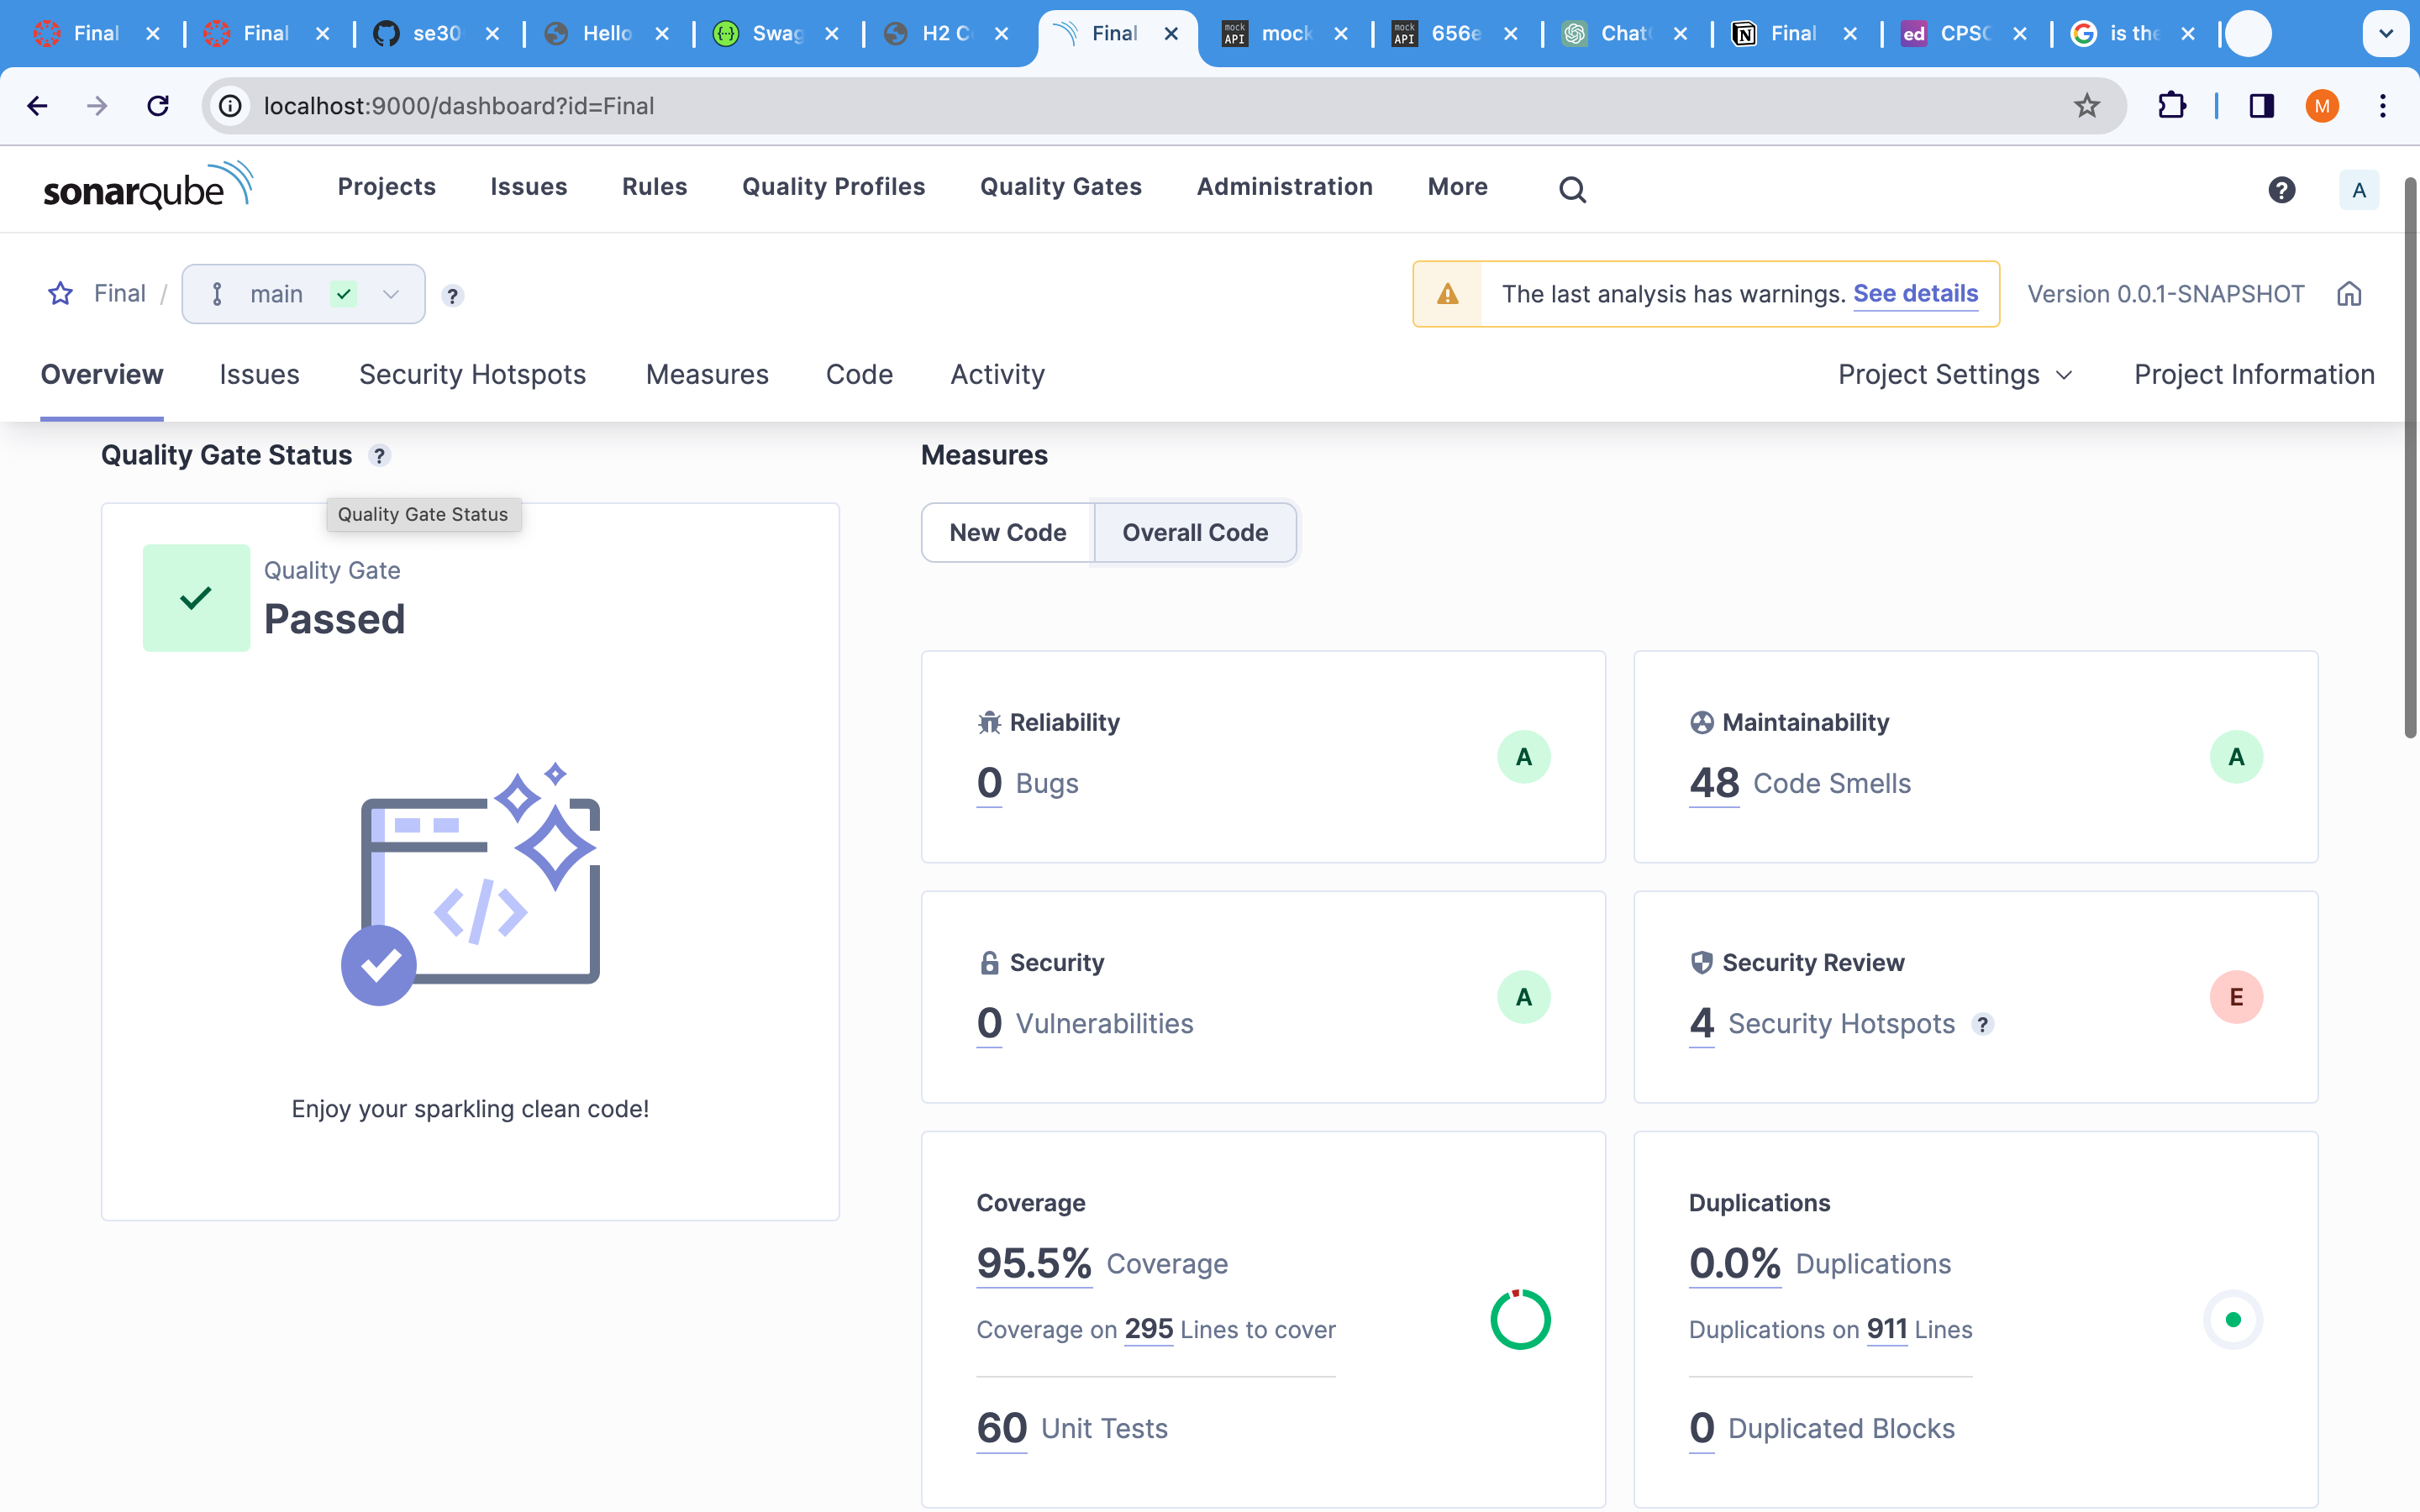 Final Final se30 Hello Swag H2 C Final mock 656e Chat Final CPSC is the
localhost:9000/dashboard?id=Final M
sonarqube Projects Issues Rules Quality Profiles Quality Gates Administration More ? A
Final / main ? The last analysis has warnings. See details Version 0.0.1-SNAPSHOT
Overview Issues Security Hotspots Measures Code Activity Project Settings Project Information
Quality Gate Status ?
Quality Gate Status
Quality Gate
Passed
Enjoy your sparkling clean code!
Measures
New Code Overall Code
Reliability
0 Bugs
A
Maintainability
48 Code Smells
A
Security
0 Vulnerabilities
A
Security Review
4 Security Hotspots ?
E
Coverage
95.5% Coverage
Coverage on 295 Lines to cover
60 Unit Tests
Duplications
0.0% Duplications
Duplications on 911 Lines
0 Duplicated Blocks